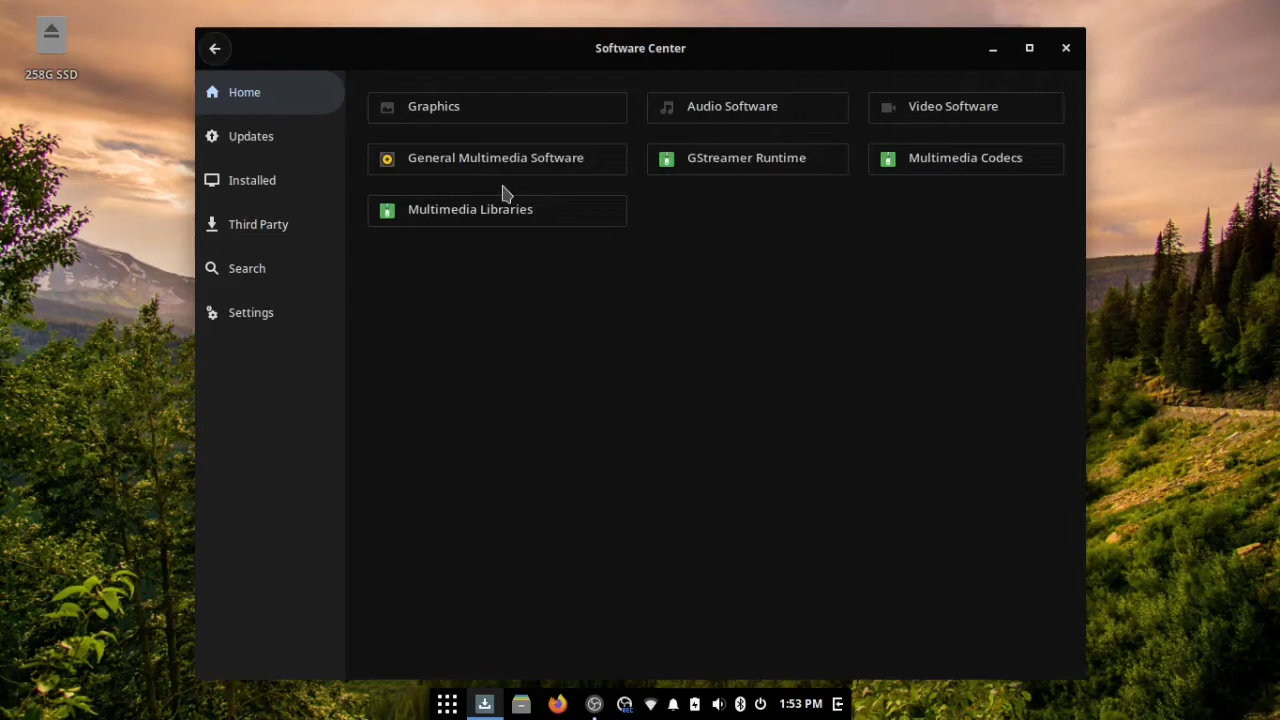 258G SSD
Software Center
Home
Updates
Installed
Third Party
Search
Settings
Graphics
Audio Software
Video Software
General Multimedia Software
GStreamer Runtime
Multimedia Codecs
Multimedia Libraries
REC
1:53 PM